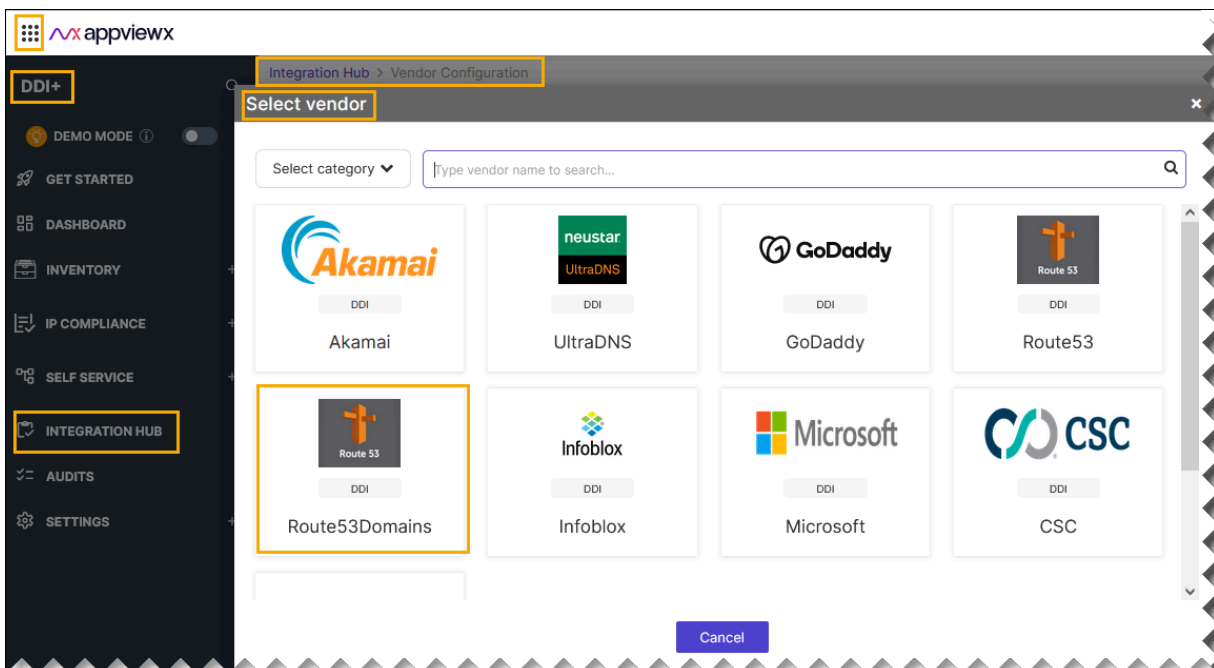 appviewx
DDI+
Integration Hub > Vendor Configuration
Select vendor
DEMO MODE
GET STARTED
DASHBOARD
INVENTORY
IP COMPLIANCE
SELF SERVICE
INTEGRATION HUB
AUDITS
SETTINGS
Select category
Type vendor name to search...
Akamai
DDI
Akamai
neustar
UltraDNS
DDI
UltraDNS
GoDaddy
DDI
GoDaddy
Route 53
DDI
Route53
Route 53
DDI
Route53Domains
Infoblox
DDI
Infoblox
Microsoft
DDI
Microsoft
CSC
DDI
CSC
Cancel